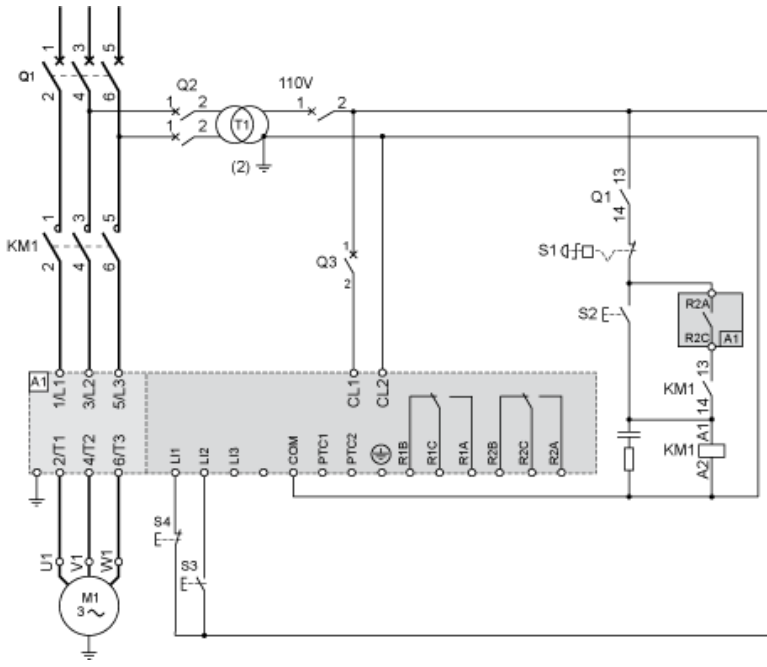 1 3 5
Q1
2 4 6
Q2
110V
1 2
1 2
T1
1 2
(2)
13
Q1
14
1 3 5
KM1
2 4 6
1
Q3
2
S1
S2
R2A
R2C
A1
13
KM1
14
A1
KM1
A2
A1
1/L1 3/L2 5/L3
CL1 CL2
2/T1 4/T2 6/T3
LI1 LI2 LI3 COM PTC1 PTC2 R1B R1C R1A R2B R2C R2A
S4
S3
U1 V1 W1
M1
3